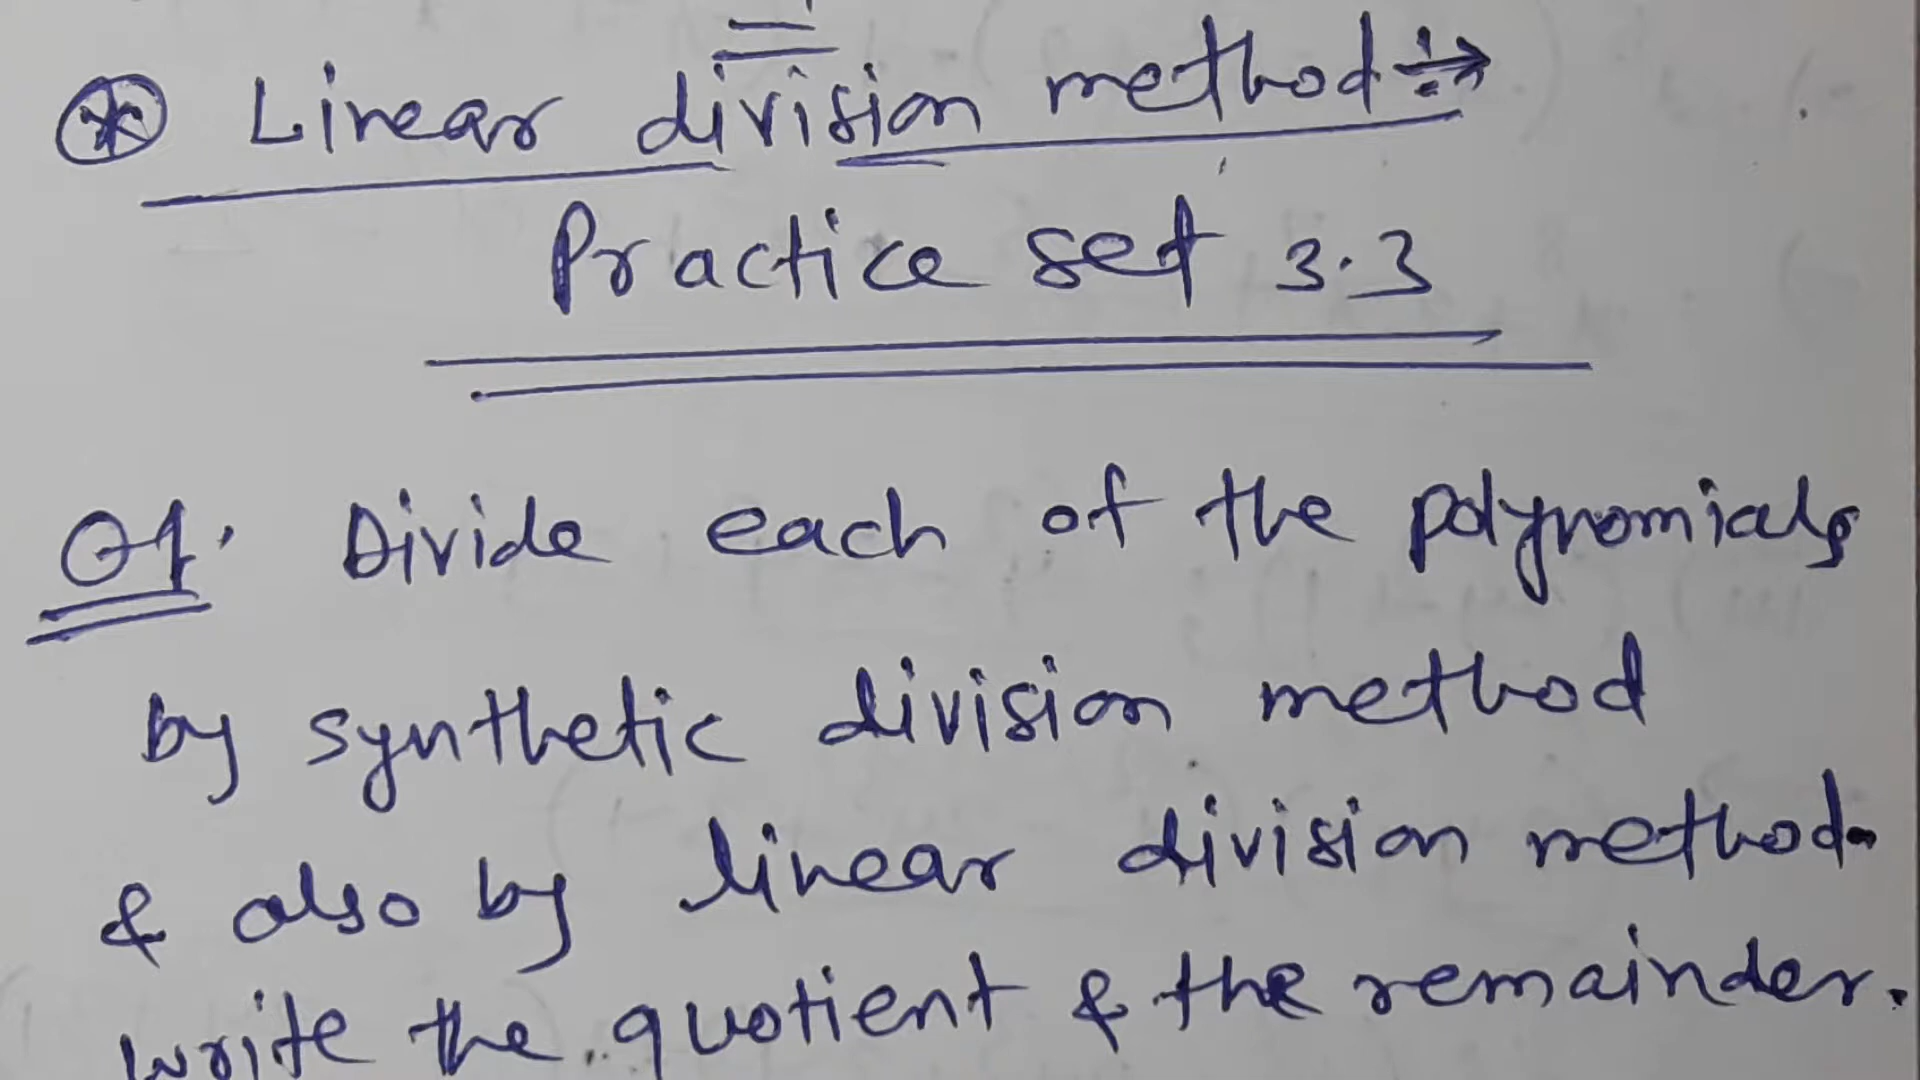 ⊛ Linear division method :→
Practice set 3.3
Q1. Divide each of the polynomials
by synthetic division method
& also by linear division method.
write the quotient & the remainder.